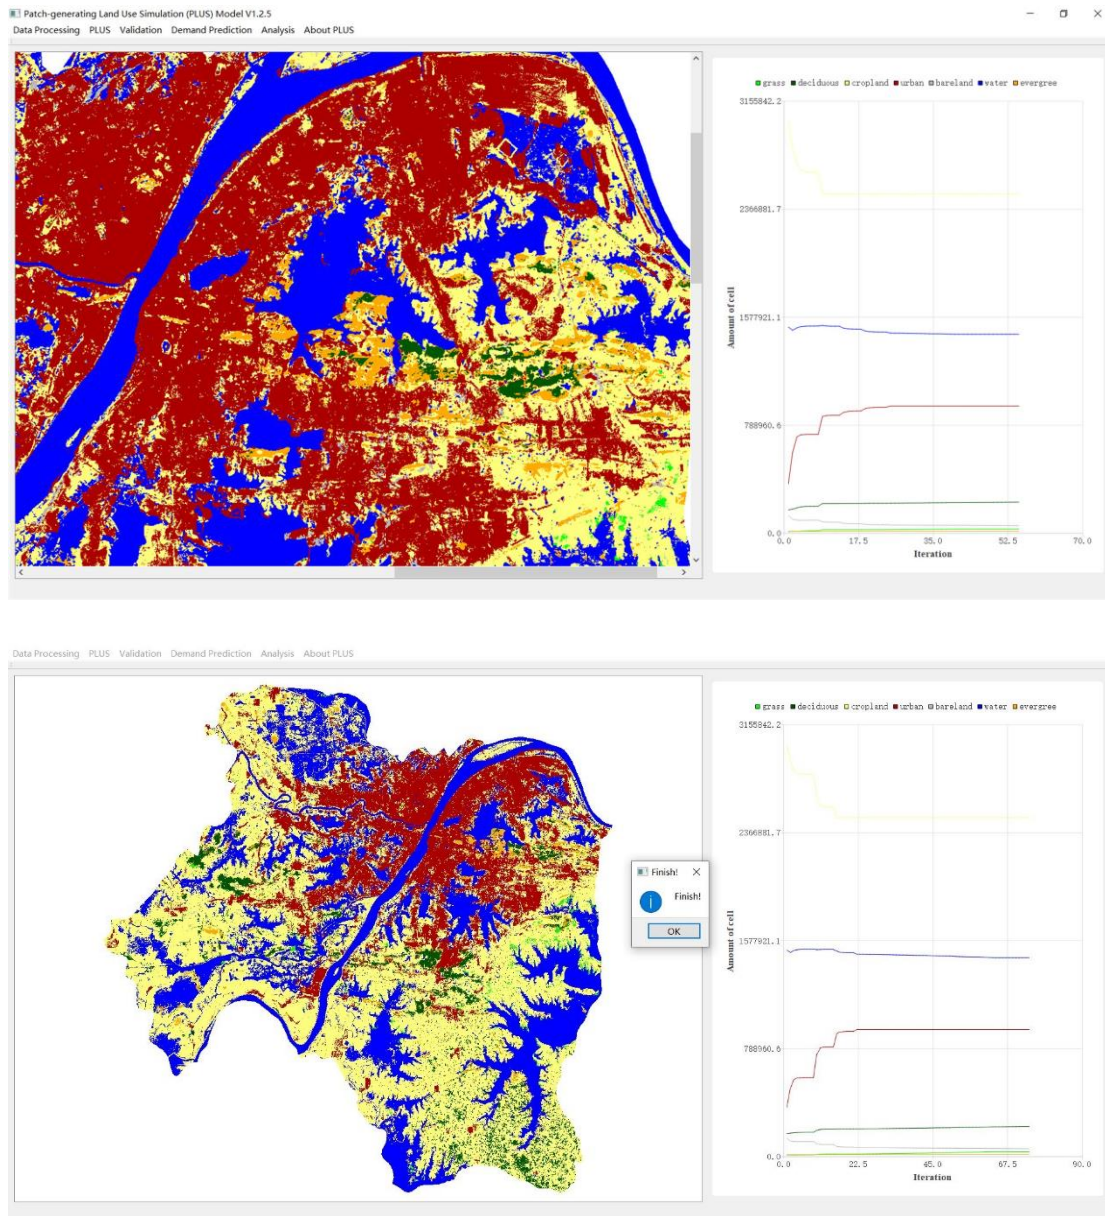 Patch-generating Land Use Simulation (PLUS) Model V1.2.5
Data Processing PLUS Validation Demand Prediction Analysis About PLUS
grass deciduous cropland urban bareland water evergree
3155842.2
2366881.7
1577921.1
788960.6
0.0
Amount of cell
0.0 17.5 35.0 52.5 70.0
Iteration
Data Processing PLUS Validation Demand Prediction Analysis About PLUS
grass deciduous cropland urban bareland water evergree
3155842.2
2366881.7
1577921.1
788960.6
0.0
Amount of cell
0.0 22.5 45.0 67.5 90.0
Iteration
Finish!
Finish!
OK